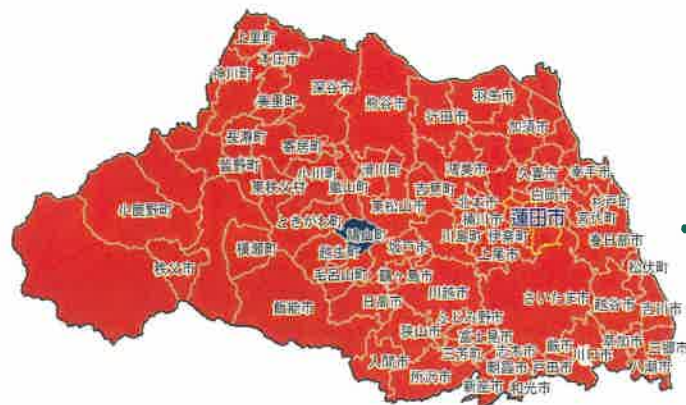 上里町
本庄市
神川町
美里町
深谷市
熊谷市
行田市
羽生市
加須市
長瀞町
皆野町
寄居町
小川町
嵐山町
滑川町
東秩父村
東松山市
吉見町
鴻巣市
北本市
桶川市
久喜市
幸手市
白岡市
杉戸町
宮代町
蓮田市
春日部市
小鹿野町
ときがわ町
鳩山町
川島町
伊奈町
上尾市
秩父市
横瀬町
越生町
坂戸市
毛呂山町
鶴ヶ島市
松伏町
飯能市
日高市
川越市
さいたま市
越谷市
吉川市
狭山市
ふじみ野市
富士見市
三芳町
志木市
蕨市
川口市
草加市
三郷市
入間市
所沢市
朝霞市
戸田市
八潮市
新座市
和光市